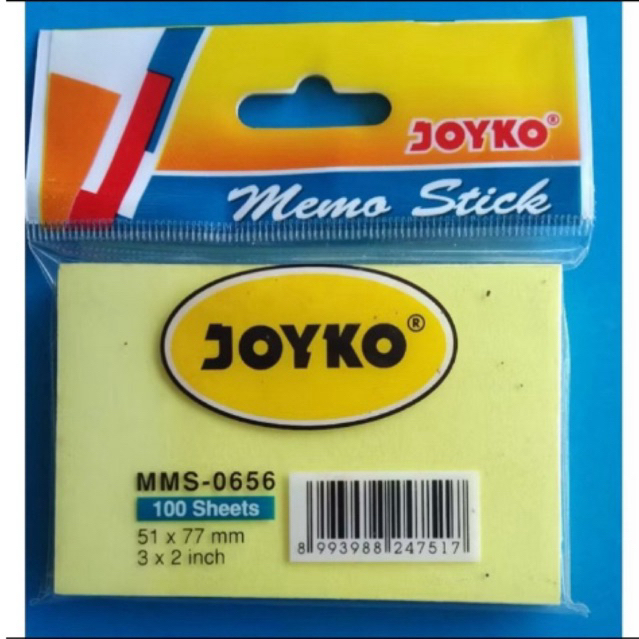 JOYKO®
Memo Stick
JOYKO®
MMS-0656
100 Sheets
51 x 77 mm
3 x 2 inch
8 993988 247517